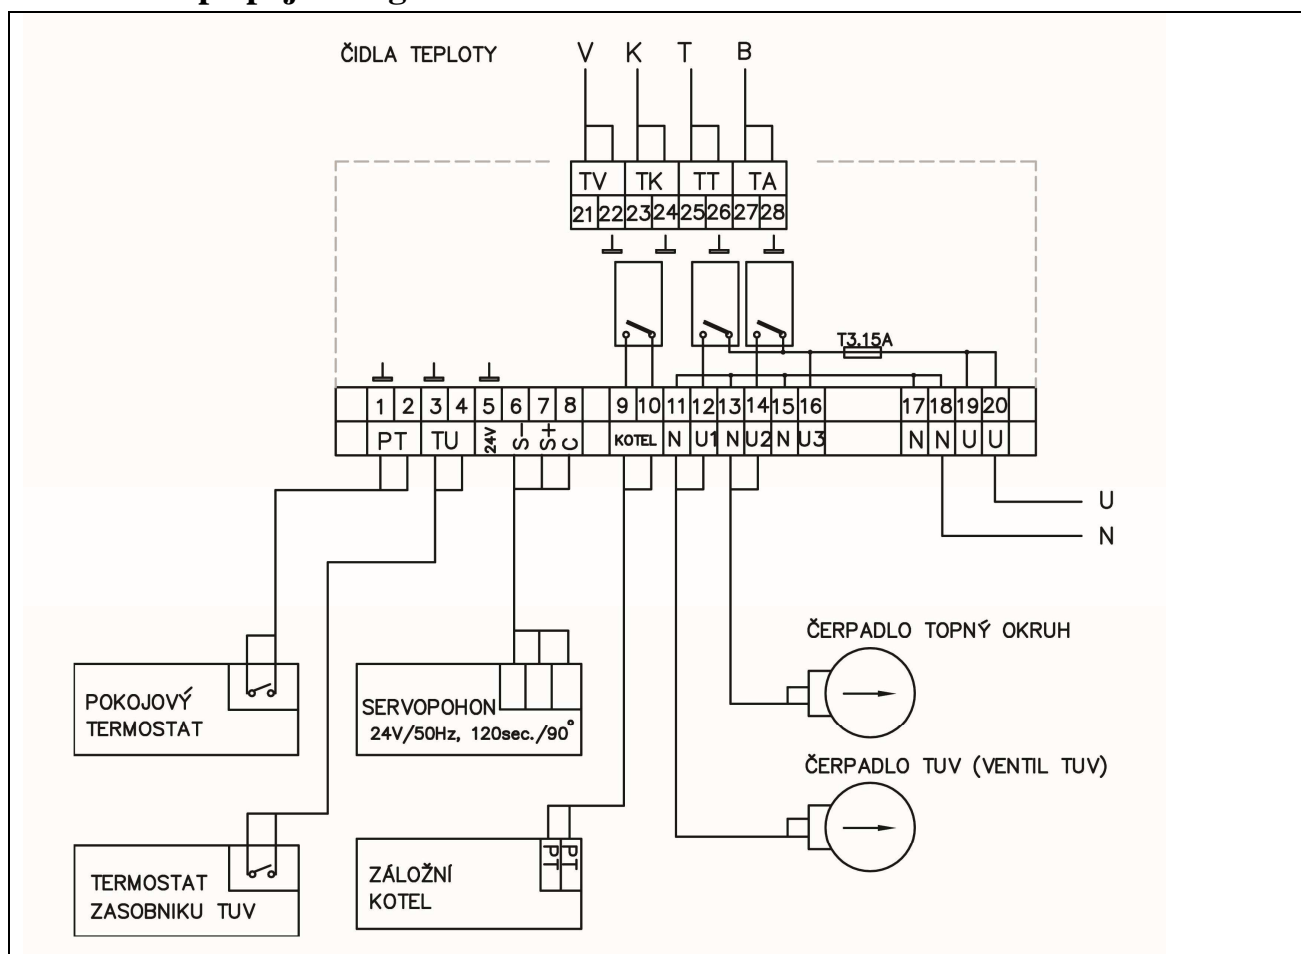 ČIDLA TEPLOTY V K T B
TV TK TT TA
21 22 23 24 25 26 27 28
T3.15A
1 2 3 4 5 6 7 8 9 10 11 12 13 14 15 16 17 18 19 20
PT TU 24V S- S+ C KOTEL N U1 N U2 N U3 N N U U
U
N
ČERPADLO TOPNÝ OKRUH
POKOJOVÝ
TERMOSTAT
SERVOPOHON
24V/50Hz, 120sec./90°
ČERPADLO TUV (VENTIL TUV)
PT PT
ZÁLOŽNÍ
KOTEL
TERMOSTAT
ZASOBNIKU TUV